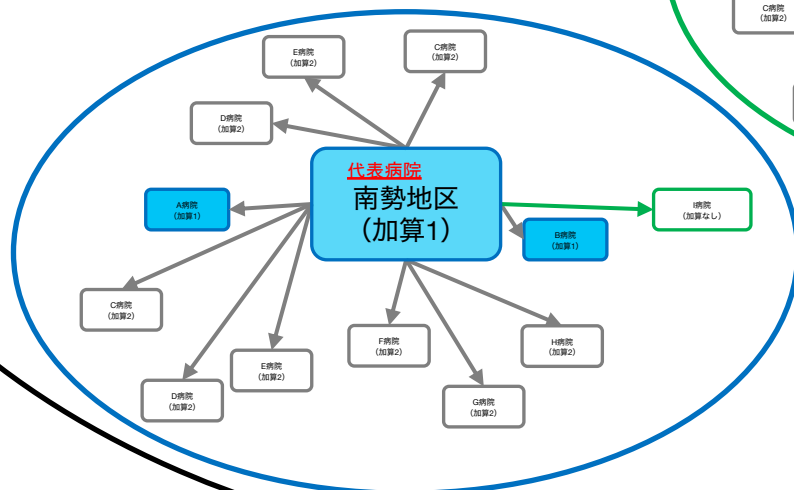 C病院
(加算2)
E病院
(加算2)
C病院
(加算2)
D病院
(加算2)
代表病院
南勢地区
（加算1）
A病院
(加算1)
I病院
(加算なし)
B病院
(加算1)
C病院
(加算2)
F病院
(加算2)
H病院
(加算2)
E病院
(加算2)
D病院
(加算2)
G病院
(加算2)